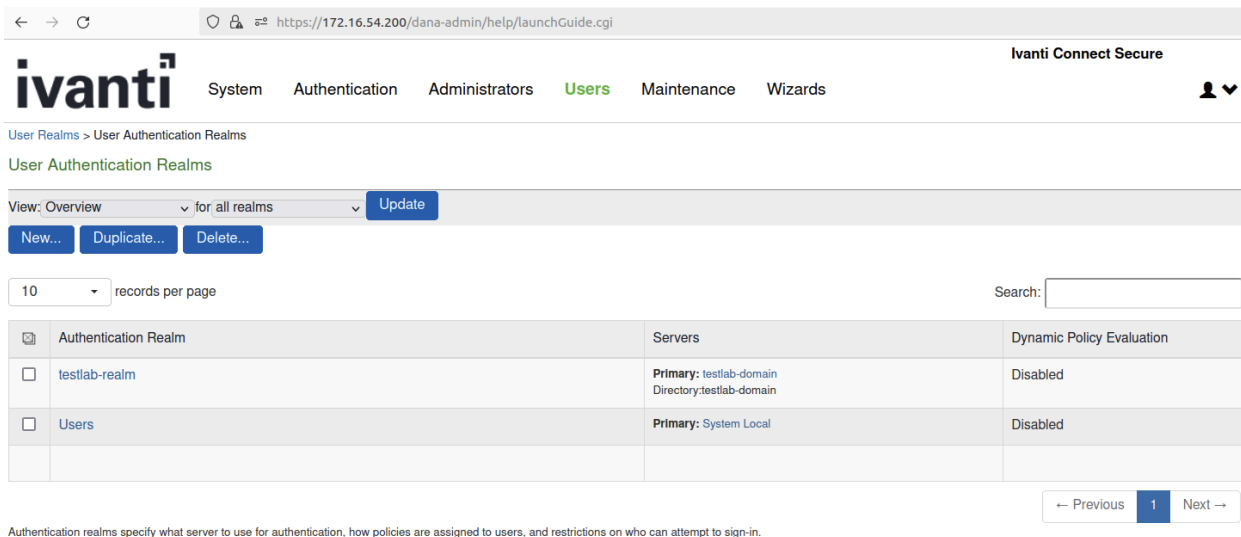 https://172.16.54.200/dana-admin/help/launchGuide.cgi
Ivanti Connect Secure
ivanti System Authentication Administrators Users Maintenance Wizards
User Realms > User Authentication Realms
User Authentication Realms
View: Overview for all realms Update
New... Duplicate... Delete...
10 records per page Search:
Authentication Realm Servers Dynamic Policy Evaluation
testlab-realm Primary: testlab-domain Disabled
Directory:testlab-domain
Users Primary: System Local Disabled
← Previous 1 Next →
Authentication realms specify what server to use for authentication, how policies are assigned to users, and restrictions on who can attempt to sign-in.